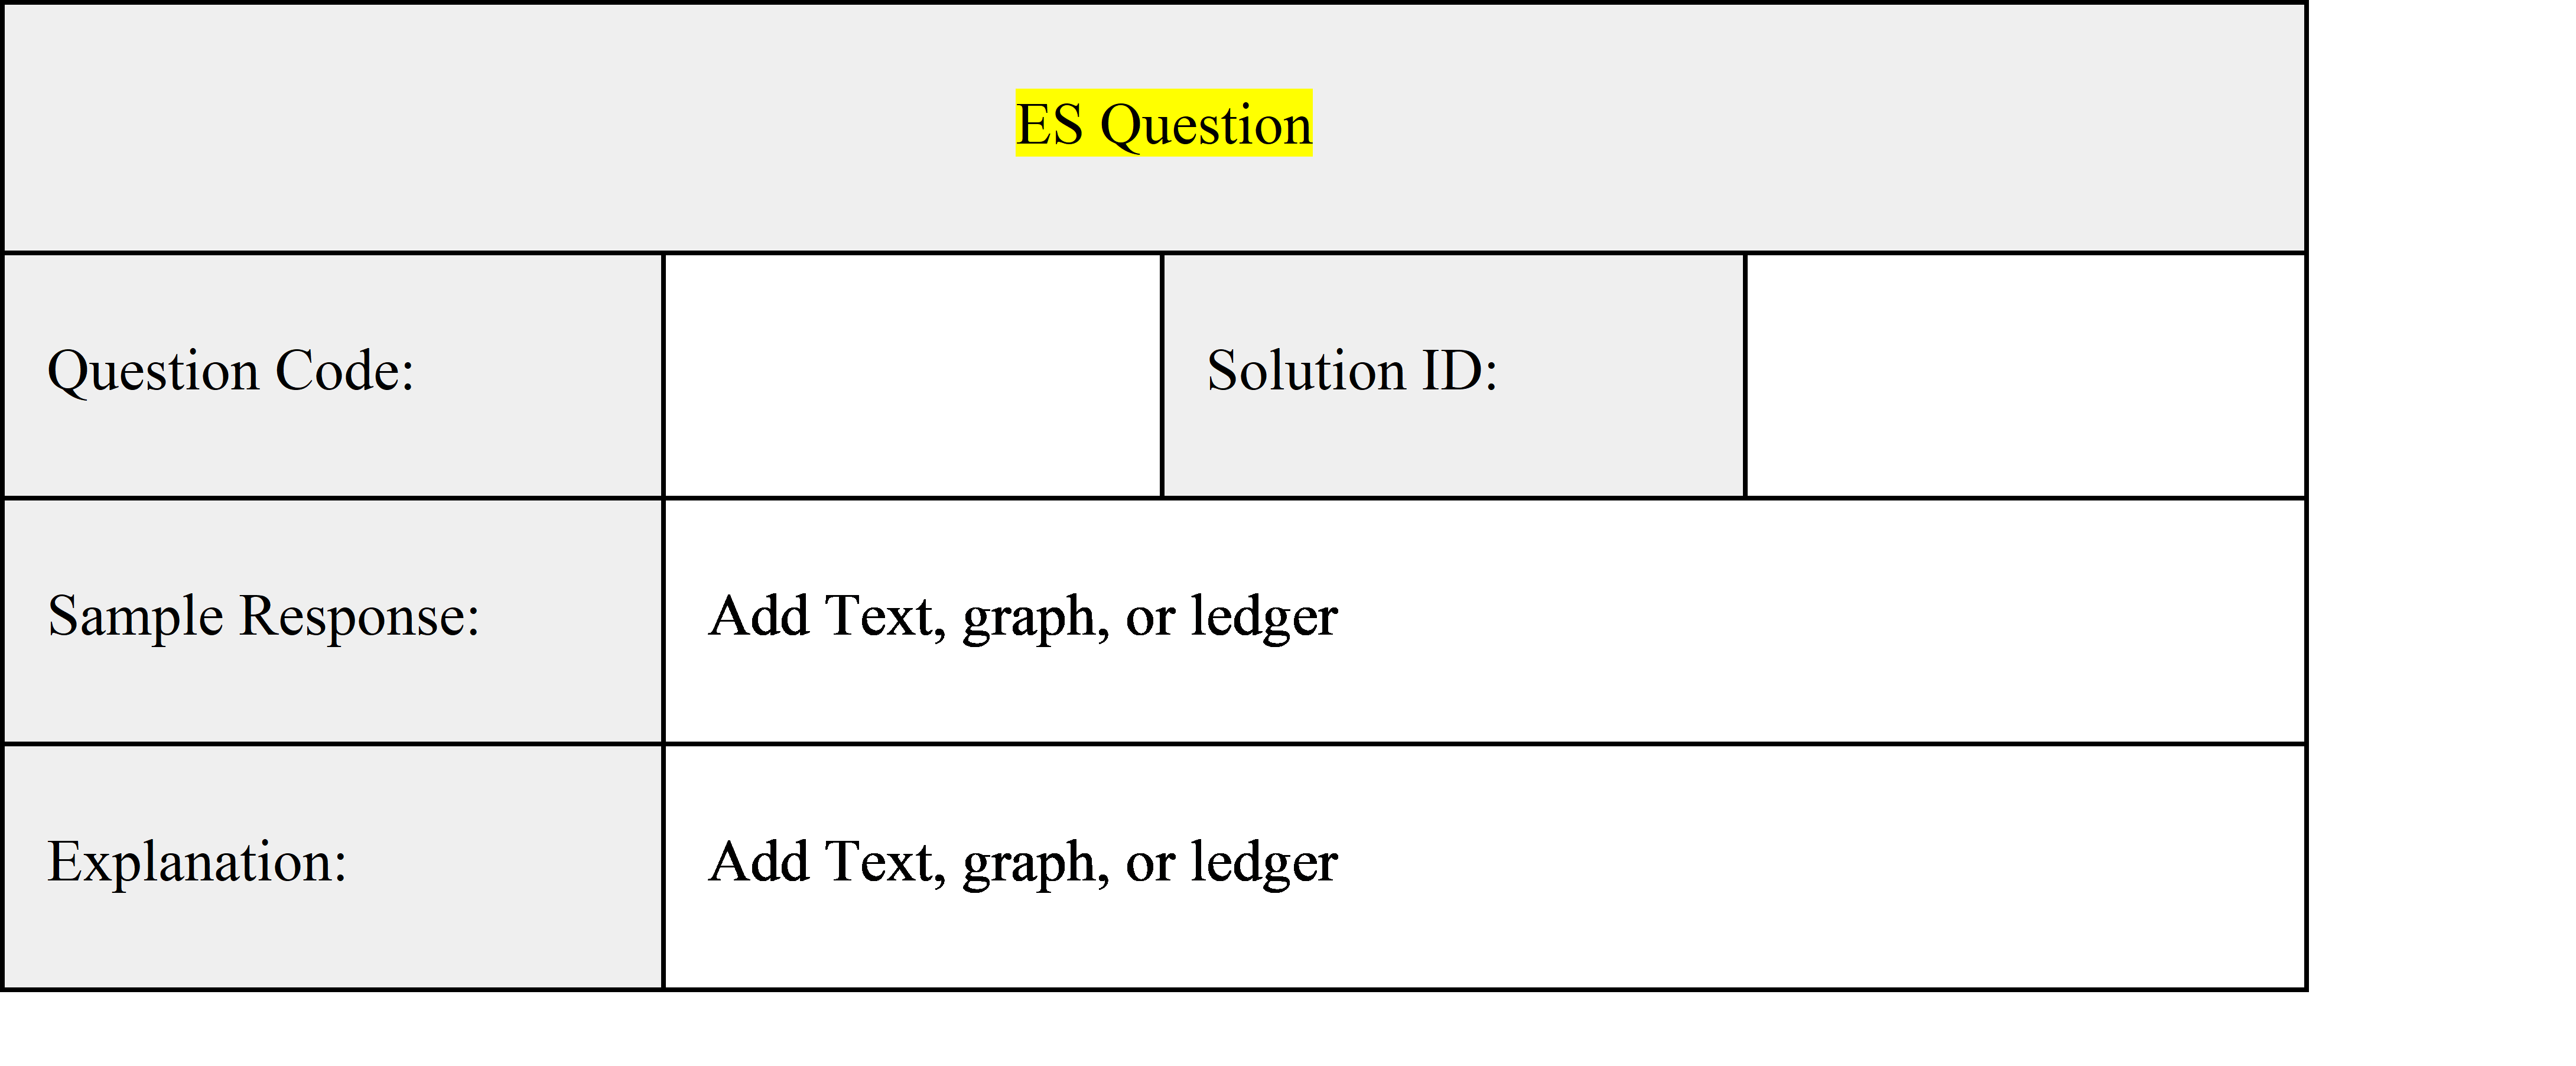 ES Question
Question Code:
Solution ID:
Sample Response:
Add Text, graph, or ledger
Explanation:
Add Text, graph, or ledger